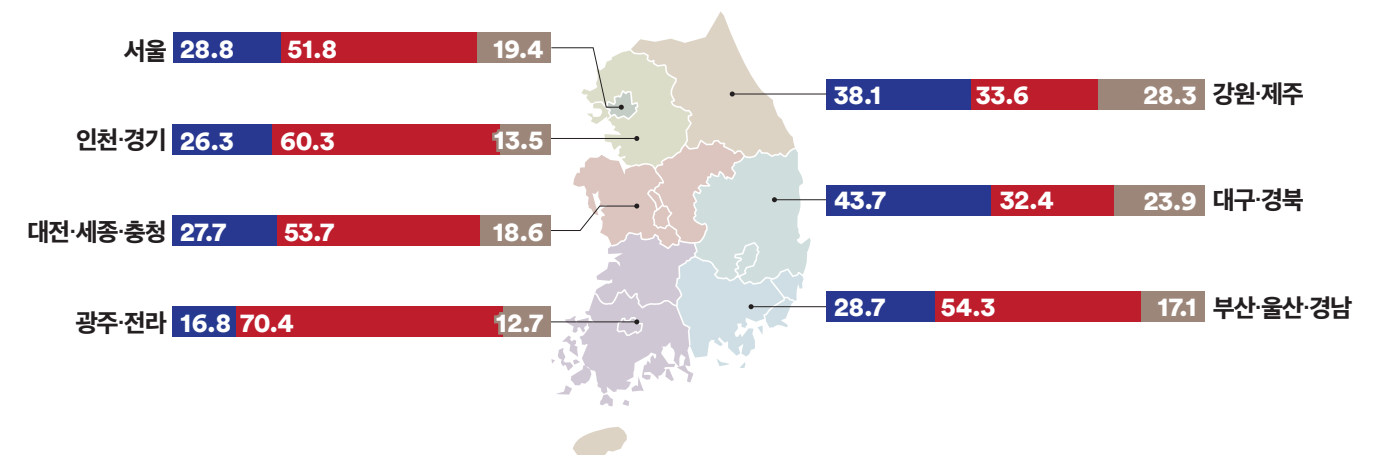 서울 28.8 51.8 19.4
인천·경기 26.3 60.3 13.5
대전·세종·충청 27.7 53.7 18.6
광주·전라 16.8 70.4 12.7
38.1 33.6 28.3 강원·제주
43.7 32.4 23.9 대구·경북
28.7 54.3 17.1 부산·울산·경남